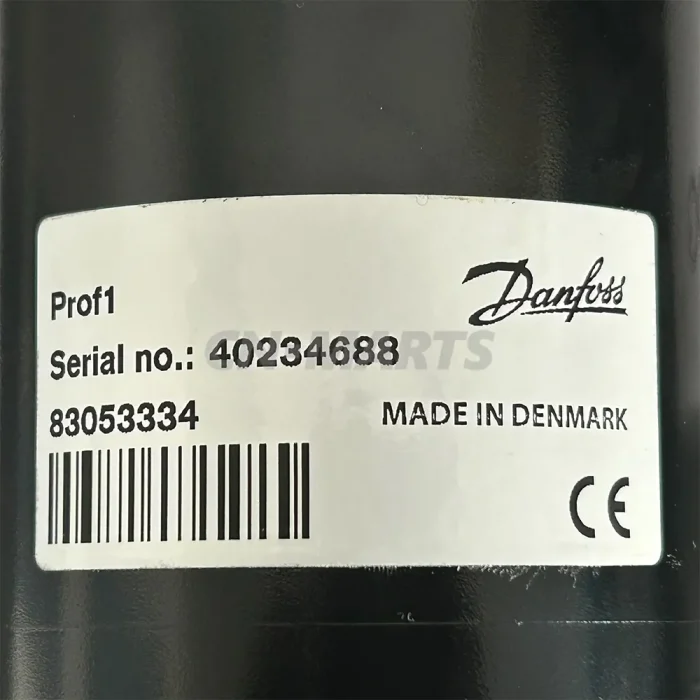 Prof1
Danfoss
Serial no.: 40234688
83053334
MADE IN DENMARK
CE